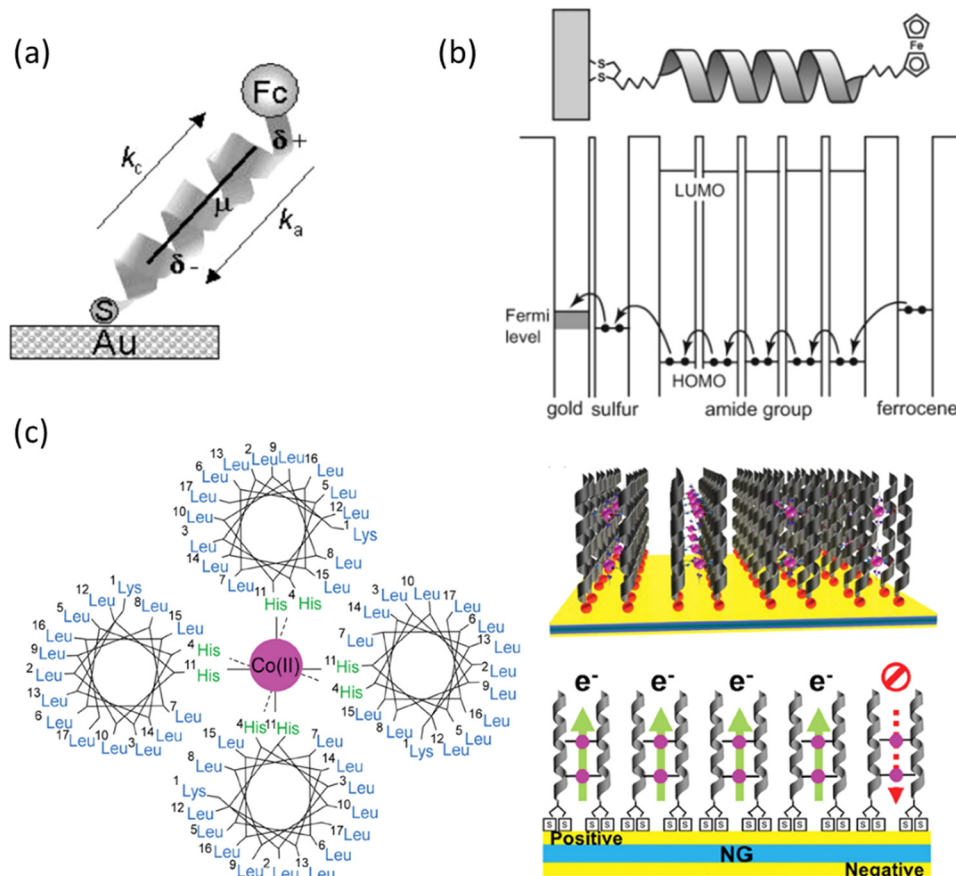 (a)
Fc
δ+
k_c
μ
k_a
δ-
S
Au
(b)
S
S
Fe
LUMO
Fermi
level
HOMO
gold
sulfur
amide group
ferrocene
(c)
2 Leu
9 Leu
13 Leu
16 Leu
6 Leu
5 Leu
17 Leu
12 Leu
10 Leu
1 Lys
3 Leu
8 Leu
14 Leu
15 Leu
7 Leu
11 His
4 His
1 Lys
12 Leu
8 Leu
5 Leu
15 Leu
16 Leu
4 His
9 Leu
11 His
2 Leu
13 Leu
7 Leu
6 Leu
14 Leu
17 Leu
10 Leu
3 Leu
Co(II)
10 Leu
3 Leu
17 Leu
14 Leu
6 Leu
7 Leu
13 Leu
11 His
2 Leu
4 His
9 Leu
15 Leu
16 Leu
8 Leu
5 Leu
1 Lys
12 Leu
4 His
11 His
15 Leu
7 Leu
8 Leu
14 Leu
1 Lys
3 Leu
12 Leu
10 Leu
5 Leu
17 Leu
16 Leu
6 Leu
9 Leu
13 Leu
2 Leu
e- e- e- e-
S S S S S S S S S S
Positive
NG
Negative